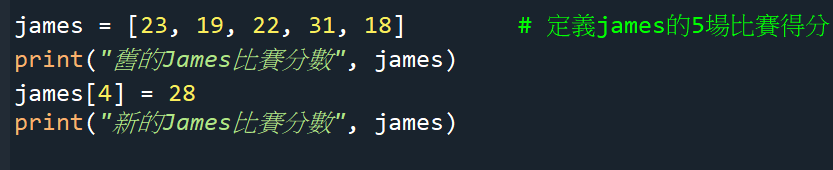 james = [23, 19, 22, 31, 18]        # 定義james的5場比賽得分
print("舊的James比賽分數", james)
james[4] = 28
print("新的James比賽分數", james)